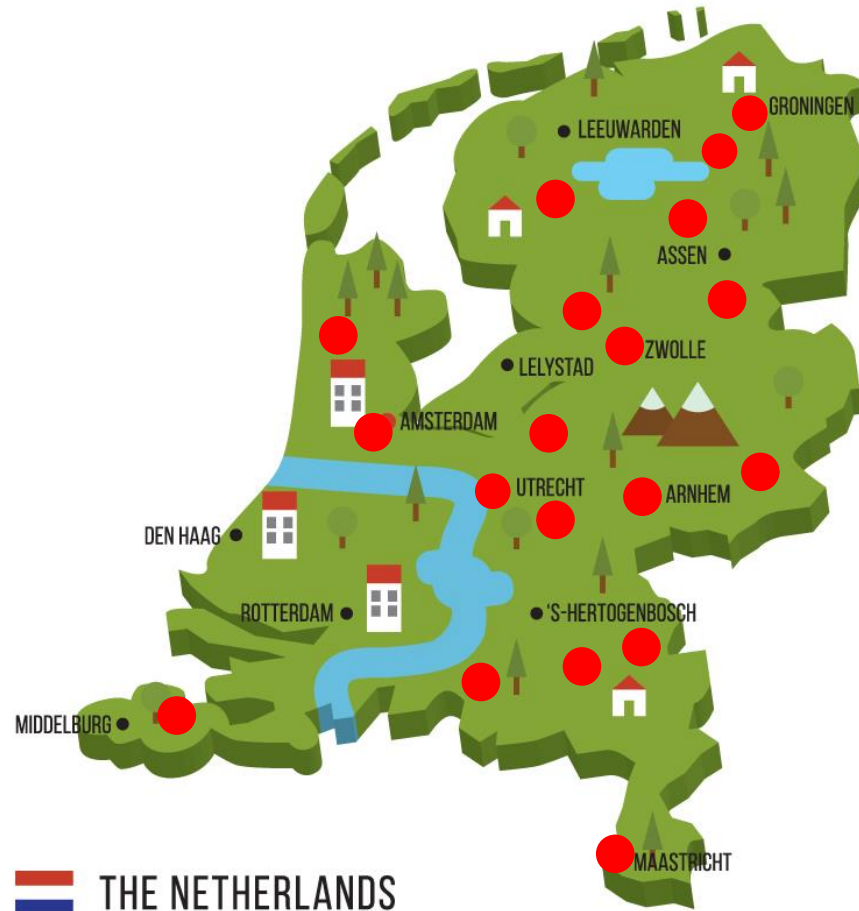 GRONINGEN
LEEUWARDEN
ASSEN
ZWOLLE
LELYSTAD
AMSTERDAM
UTRECHT
ARNHEM
DEN HAAG
ROTTERDAM
'S-HERTOGENBOSCH
MIDDELBURG
MAASTRICHT
THE NETHERLANDS